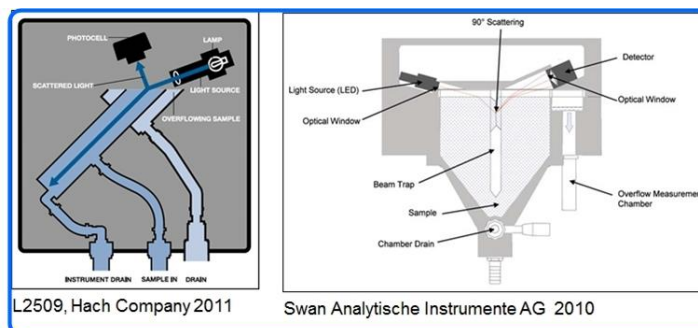 PHOTOCELL
LAMP
SCATTERED LIGHT
LIGHT SOURCE
OVERFLOWING SAMPLE
INSTRUMENT DRAIN
SAMPLE IN
DRAIN
L2509, Hach Company 2011
90° Scattering
Detector
Light Source (LED)
Optical Window
Optical Window
Beam Trap
Sample
Overflow Measuremen
Chamber
Chamber Drain
Swan Analytische Instrumente AG 2010